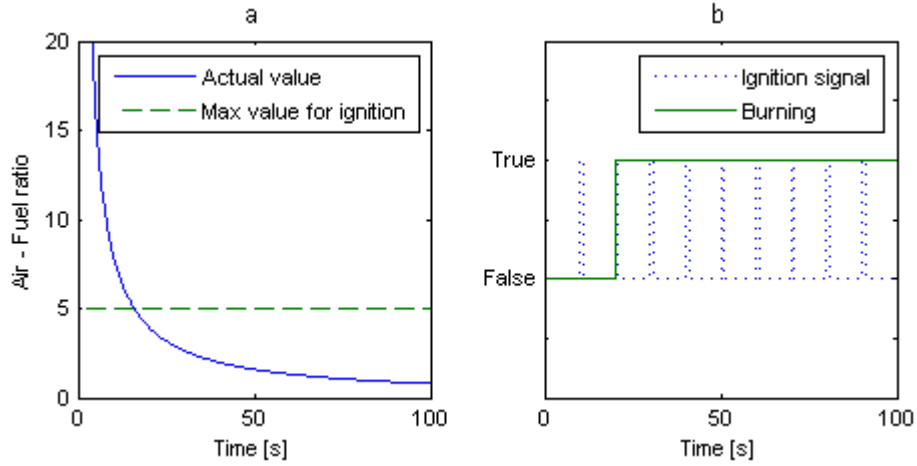 a
20
15
10
5
0
Air - Fuel ratio
Actual value
Max value for ignition
0
50
100
Time [s]
b
True
False
Ignition signal
Burning
0
50
100
Time [s]